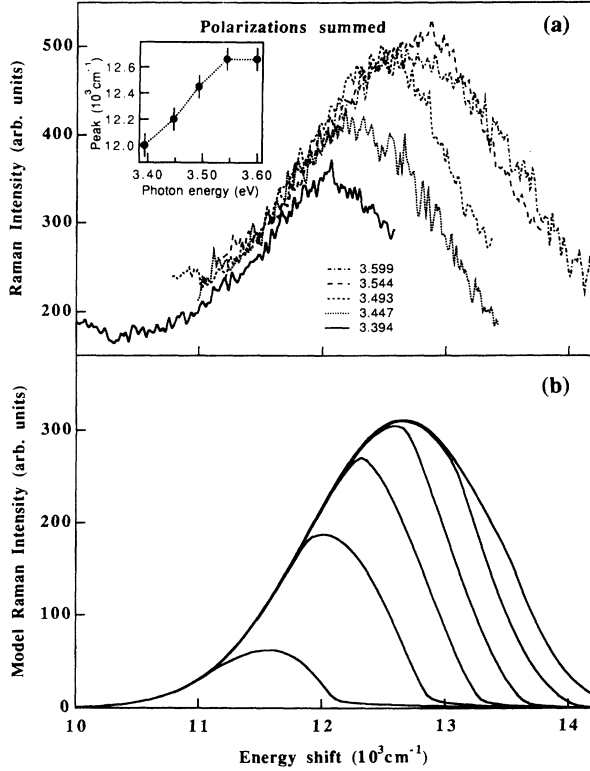 Polarizations summed
(a)
Raman Intensity (arb. units)
500
400
300
200
Peak (10³cm⁻¹)
12.6
12.4
12.2
12.0
3.40 3.50 3.60
Photon energy (eV)
3.599
3.544
3.493
3.447
3.394
(b)
Model Raman Intensity (arb. units)
300
200
100
0
10 11 12 13 14
Energy shift (10³cm⁻¹)